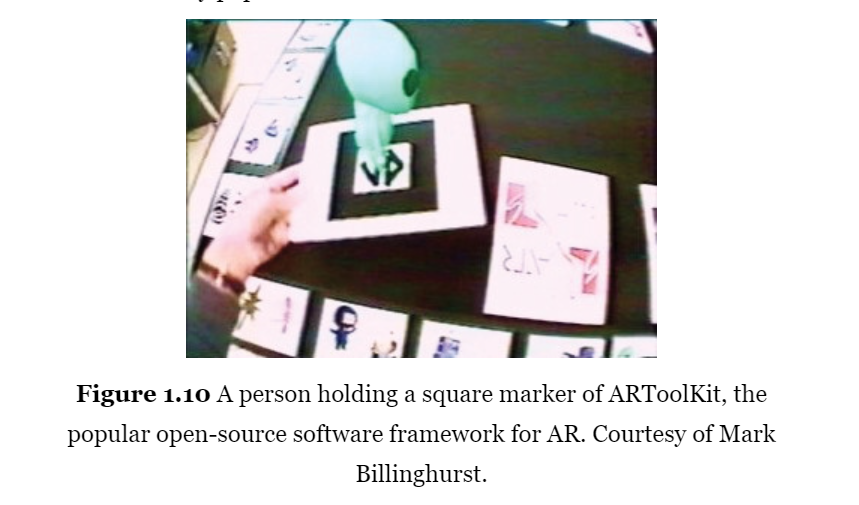 Figure 1.10 A person holding a square marker of ARToolKit, the
popular open-source software framework for AR. Courtesy of Mark
Billinghurst.